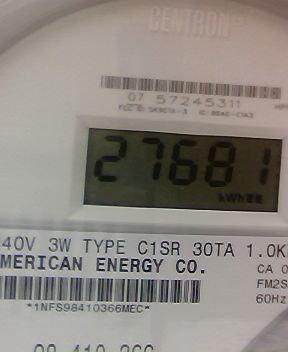 CENTRON
07 57245311
27681
kWh
40V 3W TYPE C1SR 30TA 1.0K
MERICAN ENERGY CO.
CA 0
FM2S
60Hz
*1NFS98410366MEC*